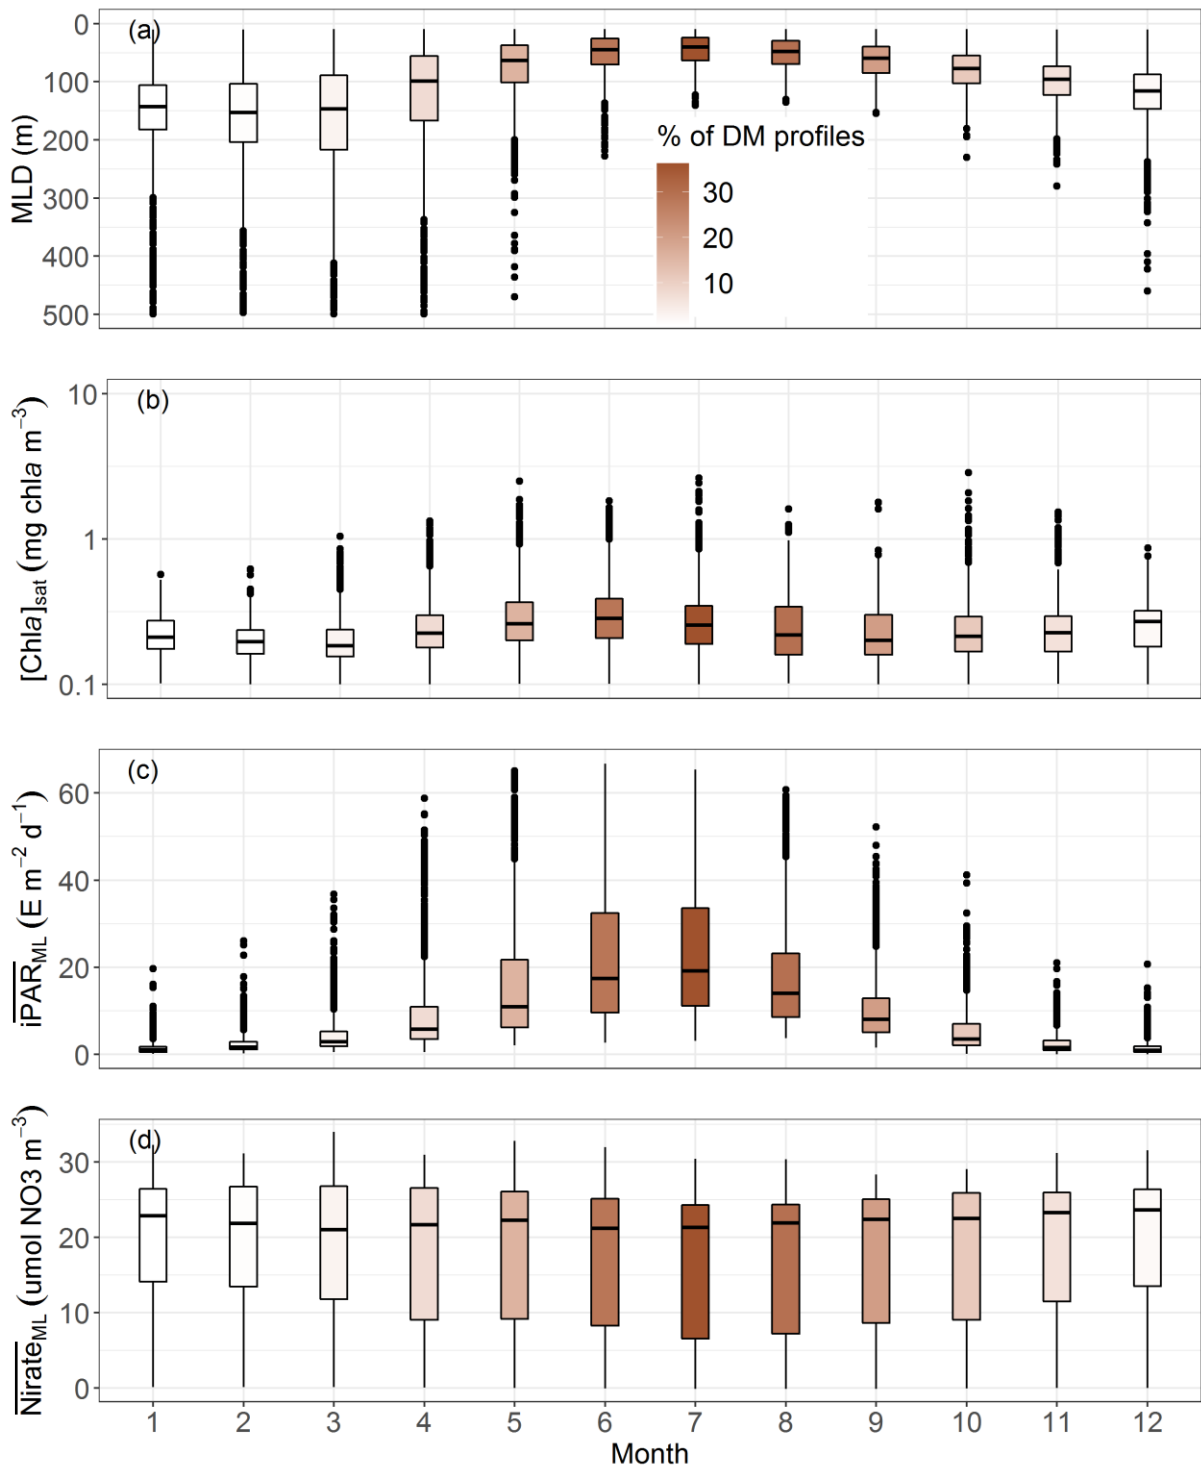 (a)
MLD (m)
0
100
200
300
400
500
% of DM profiles
30
20
10
(b)
[Chla]sat (mg chla m−3)
10
1
0.1
(c)
iPARML (E m−2 d−1)
60
40
20
0
(d)
NirateML (umol NO3 m−3)
30
20
10
0
1 2 3 4 5 6 7 8 9 10 11 12
Month